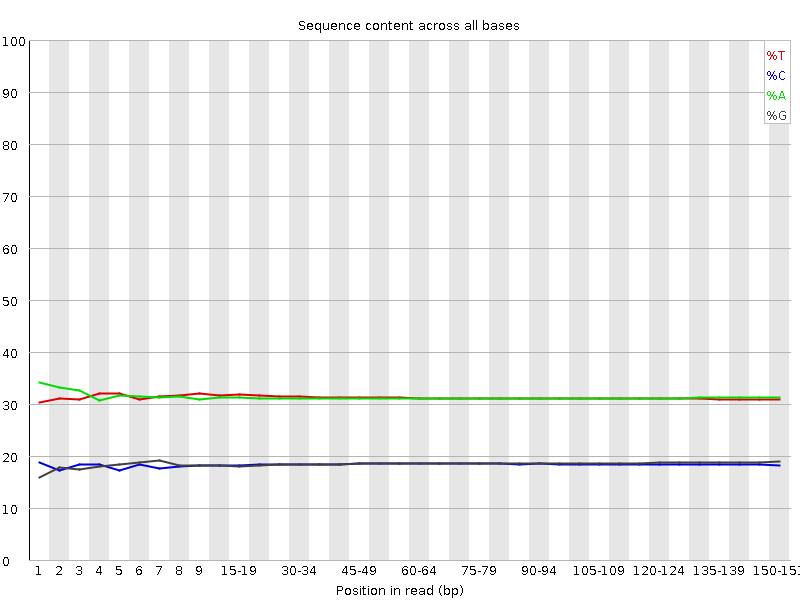 Sequence content across all bases
100
90
80
70
60
50
40
30
20
10
0
%T
%C
%A
%G
1 2 3 4 5 6 7 8 9 15-19 30-34 45-49 60-64 75-79 90-94 105-109 120-124 135-139 150-151
Position in read (bp)